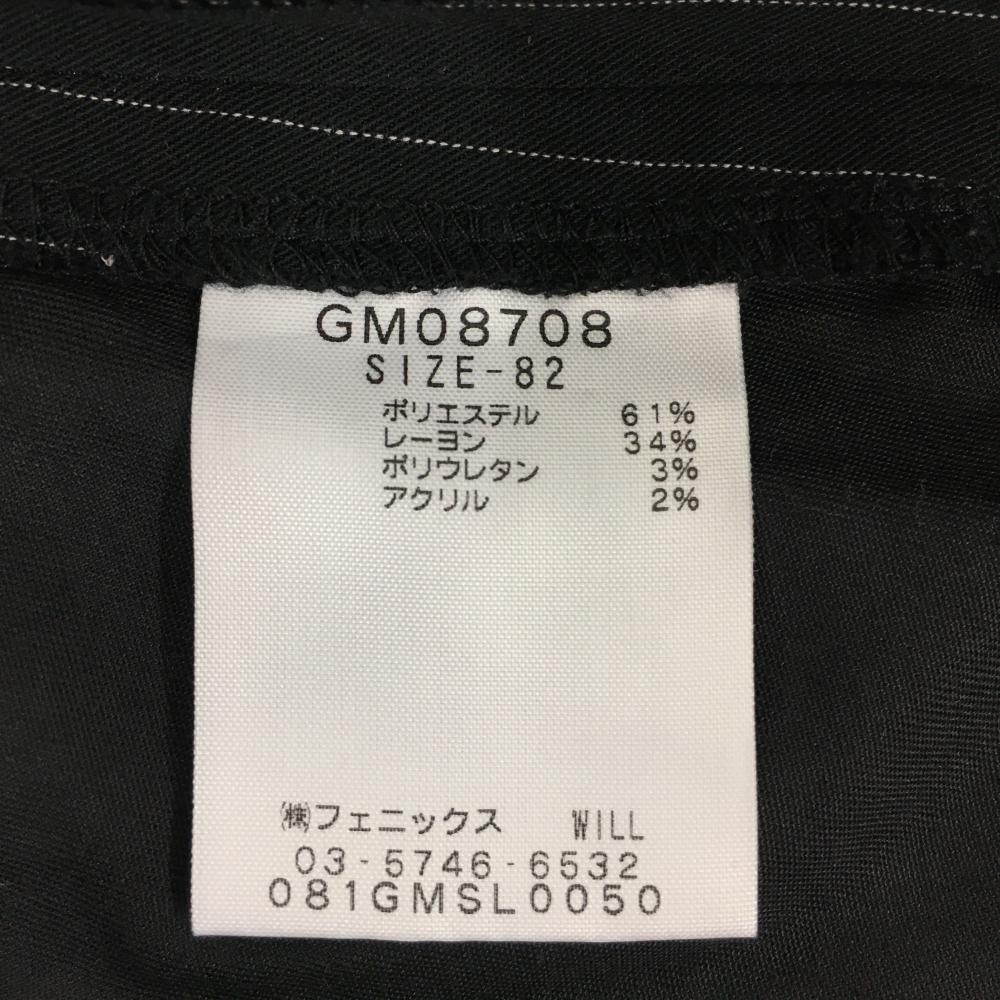 GM08708
SIZE-82
ポリエステル 61%
レーヨン 34%
ポリウレタン 3%
アクリル 2%
㈱フェニックス WILL
03-5746-6532
081GMSL0050